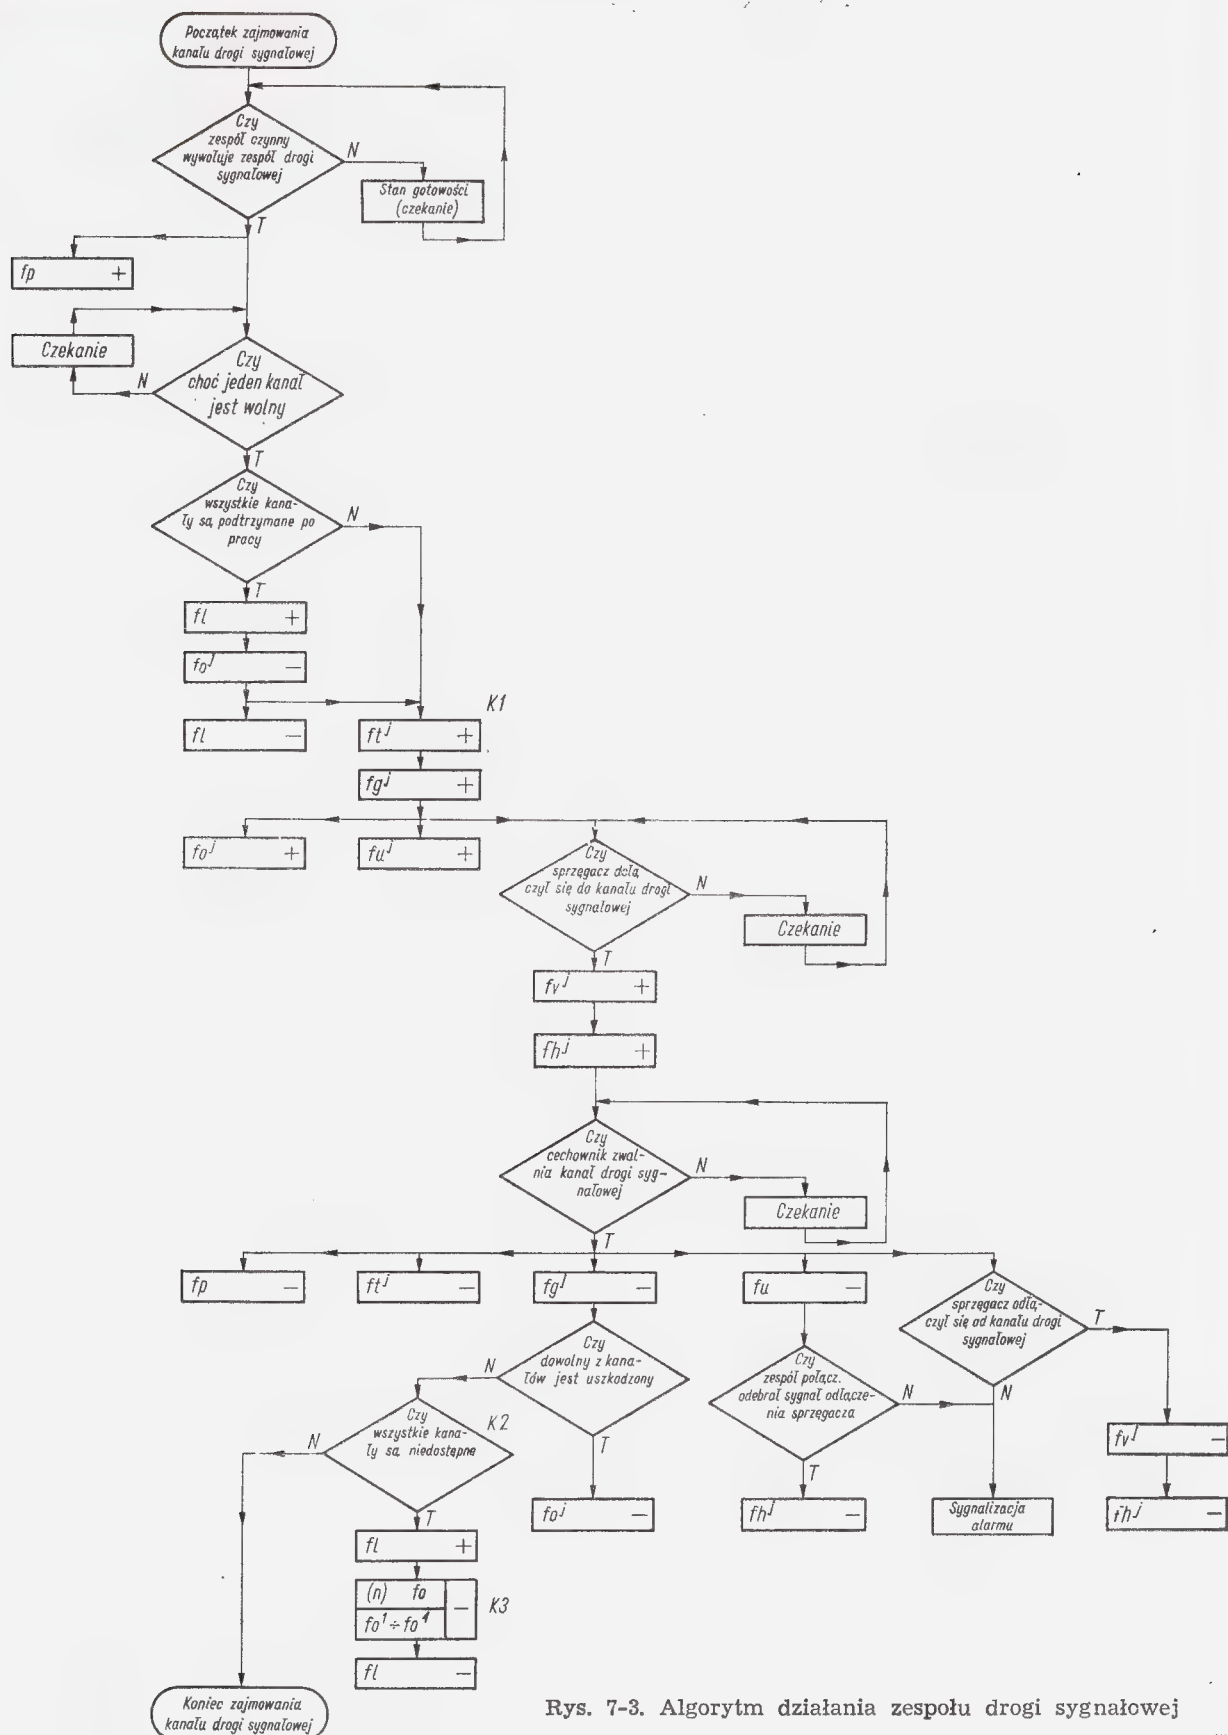 Początek zajmowania
kanału drogi sygnałowej
Czy
zespół czynny
wywołuje zespół drogi
sygnałowej
N
Stan gotowości
(czekanie)
T
fp +
Czekanie
N
Czy
choć jeden kanał
jest wolny
T
Czy
wszystkie kana-
ły są podtrzymane po
pracy
N
T
fl +
fo^j −
K1
fl −
ft^j +
fg^j +
fo^j +
fu^j +
Czy
sprzęgacz dołą
czył się do kanału drogi
sygnałowej
N
Czekanie
T
fv^j +
fh^j +
Czy
cechownik zwal-
nia kanał drogi syg-
nałowej
N
Czekanie
T
fp −
ft^j −
fg^j −
fu −
Czy
sprzęgacz odłą-
czył się od kanału drogi
sygnałowej
T
N
Czy
dowolny z kana-
łów jest uszkodzony
N
T
Czy
zespół połącz.
odebrał sygnał odłącze-
nia sprzęgacza
N
T
Czy
wszystkie kana-
ły są niedostępne
K2
N
T
fv^j −
fo^j −
fh^j −
Sygnalizacja
alarmu
fh^j −
fl +
(n) fo
fo^1 ÷ fo^4
−
K3
fl −
Koniec zajmowania
kanału drogi sygnałowej
Rys. 7-3. Algorytm działania zespołu drogi sygnałowej